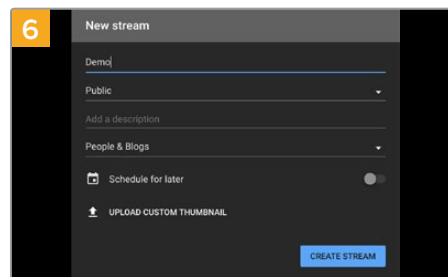 6
New stream
Demo
Public
Add a description
People & Blogs
Schedule for later
UPLOAD CUSTOM THUMBNAIL
CREATE STREAM